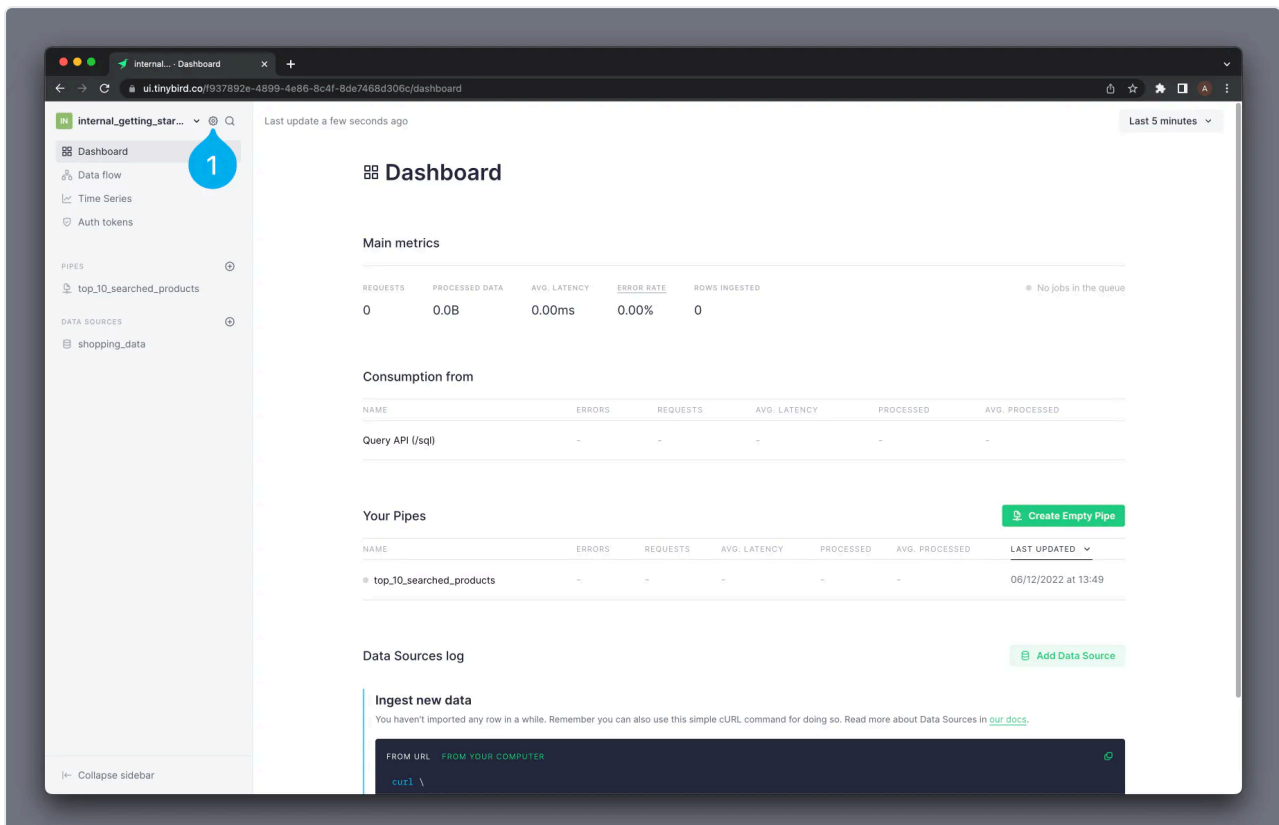 internal... · Dashboard
ui.tinybird.co/f937892e-4899-4e86-8c4f-8de7468d306c/dashboard
A
IN internal_getting_star...
Last update a few seconds ago
Last 5 minutes
Dashboard
1
Data flow
Time Series
Auth tokens
PIPES
top_10_searched_products
DATA SOURCES
shopping_data
Collapse sidebar
Dashboard
Main metrics
REQUESTS PROCESSED DATA AVG. LATENCY ERROR RATE ROWS INGESTED
No jobs in the queue
0 0.0B 0.00ms 0.00% 0
Consumption from
NAME ERRORS REQUESTS AVG. LATENCY PROCESSED AVG. PROCESSED
Query API (/sql) - - - - -
Your Pipes
Create Empty Pipe
NAME ERRORS REQUESTS AVG. LATENCY PROCESSED AVG. PROCESSED LAST UPDATED
top_10_searched_products - - - - - 06/12/2022 at 13:49
Data Sources log
Add Data Source
Ingest new data
You haven't imported any row in a while. Remember you can also use this simple cURL command for doing so. Read more about Data Sources in our docs.
FROM URL FROM YOUR COMPUTER
curl \